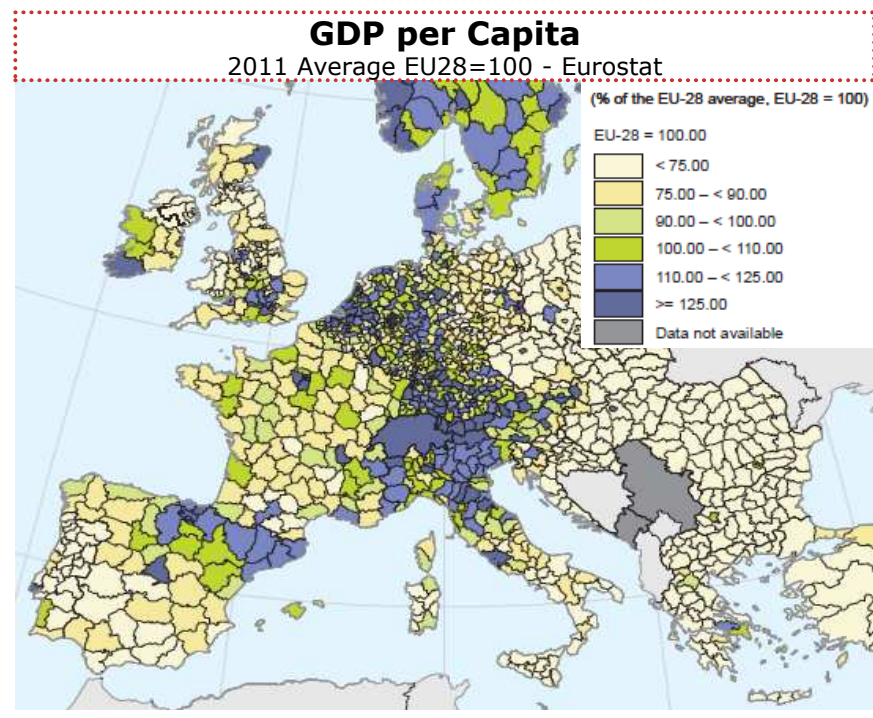 GDP per Capita
2011 Average EU28=100 - Eurostat
(% of the EU-28 average, EU-28 = 100)
EU-28 = 100.00
< 75.00
75.00 – < 90.00
90.00 – < 100.00
100.00 – < 110.00
110.00 – < 125.00
>= 125.00
Data not available